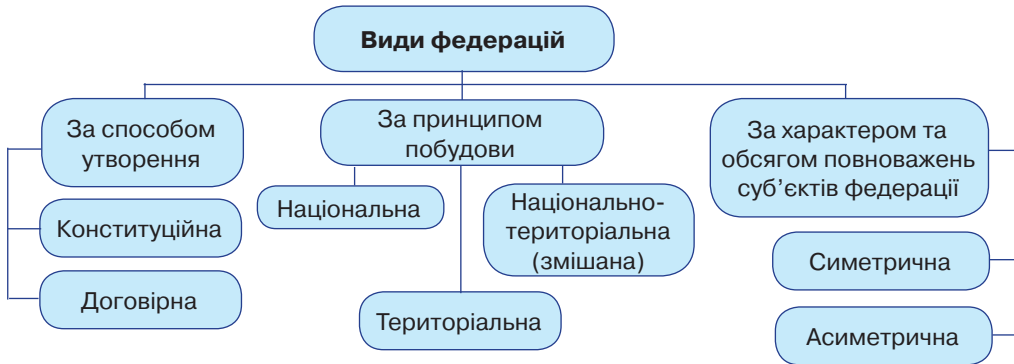 Види федерацій
За способом
утворення
Конституційна
Договірна
За принципом
побудови
Національна
Територіальна
Національно-
територіальна
(змішана)
За характером та
обсягом повноважень
суб’єктів федерації
Симетрична
Асиметрична